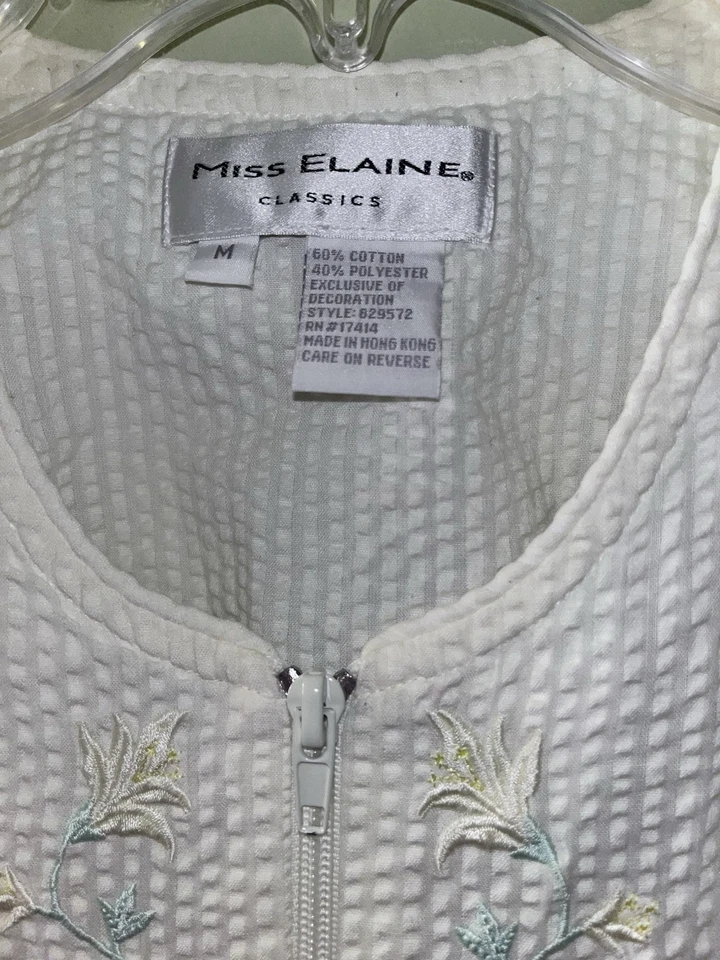 MISS ELAINE®
CLASSICS
M
60% COTTON
40% POLYESTER
EXCLUSIVE OF
DECORATION
STYLE: 829572
RN #17414
MADE IN HONG KONG
CARE ON REVERSE